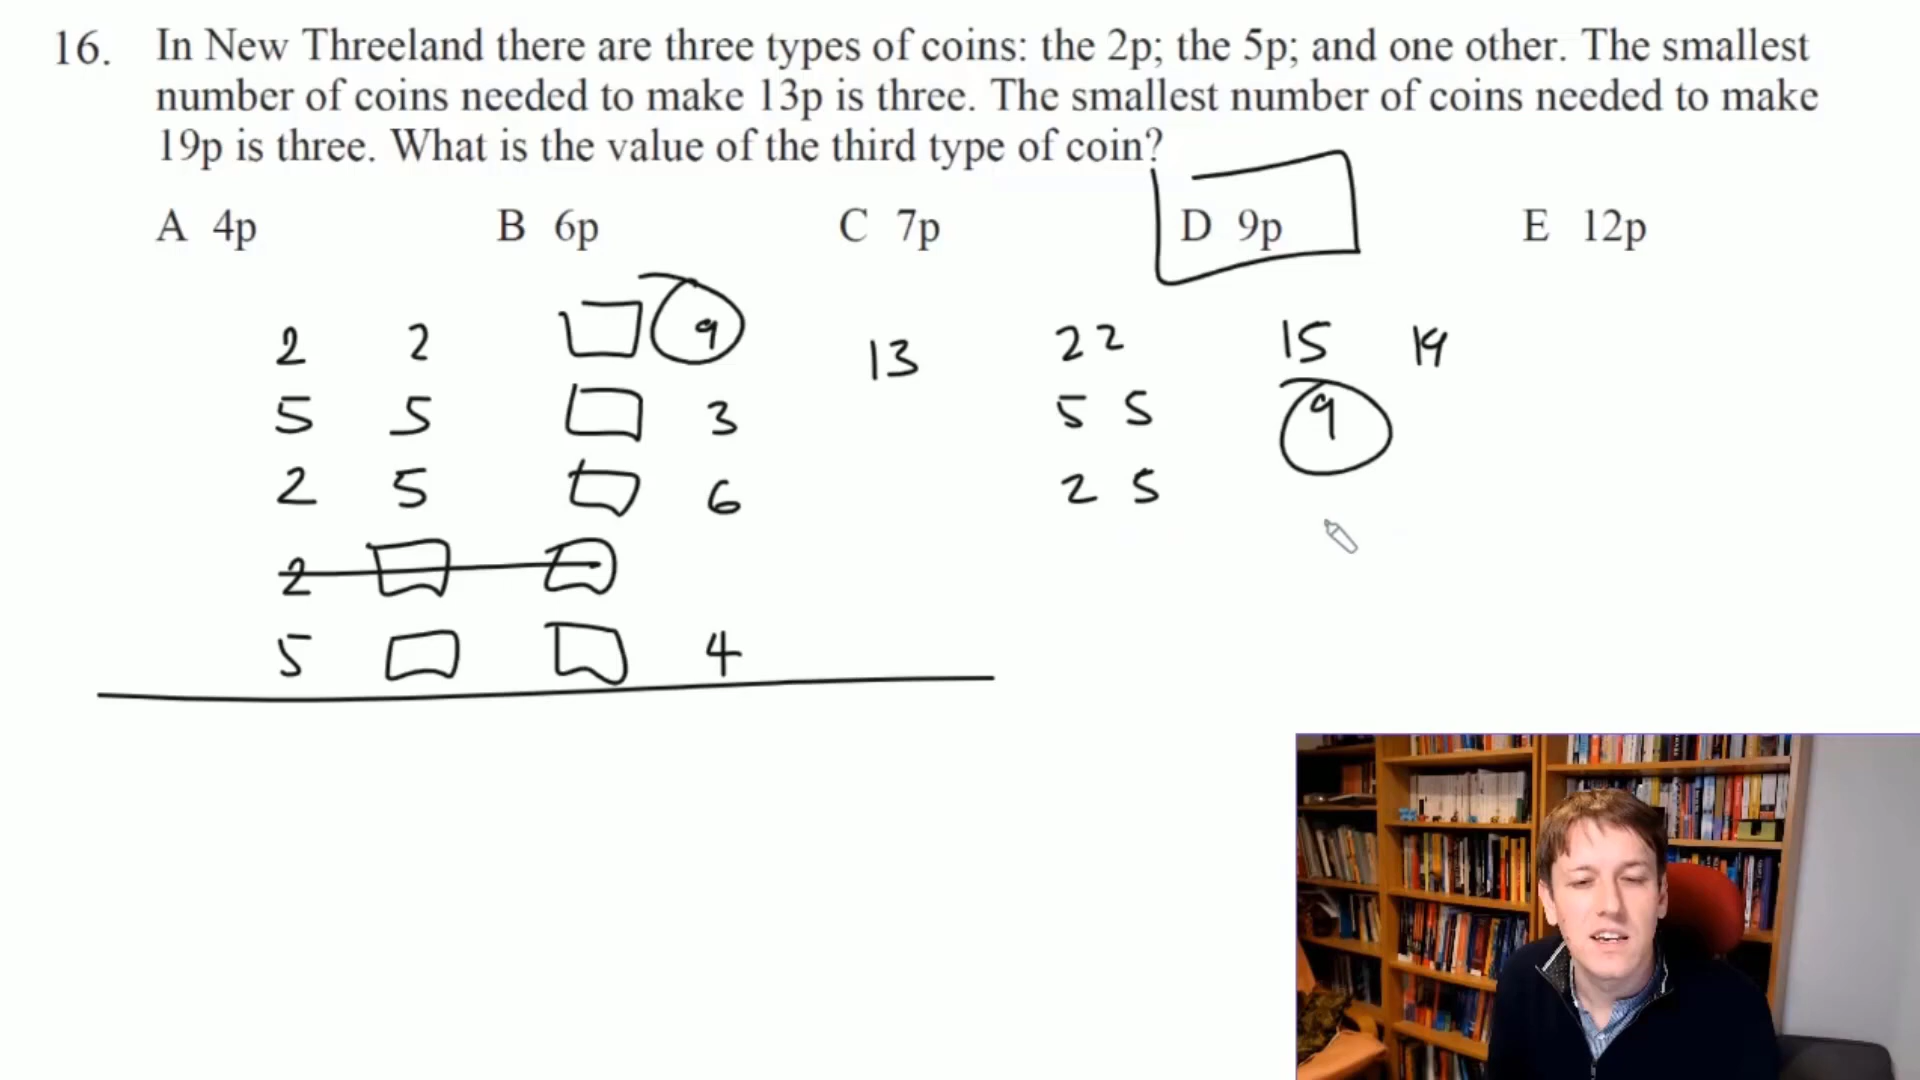 16. In New Threeland there are three types of coins: the 2p; the 5p; and one other. The smallest
number of coins needed to make 13p is three. The smallest number of coins needed to make
19p is three. What is the value of the third type of coin?
A 4p B 6p C 7p D 9p E 12p
2 2 9 13 22 15 19
5 5 3 5 5 9
2 5 6 2 5
2
5 4